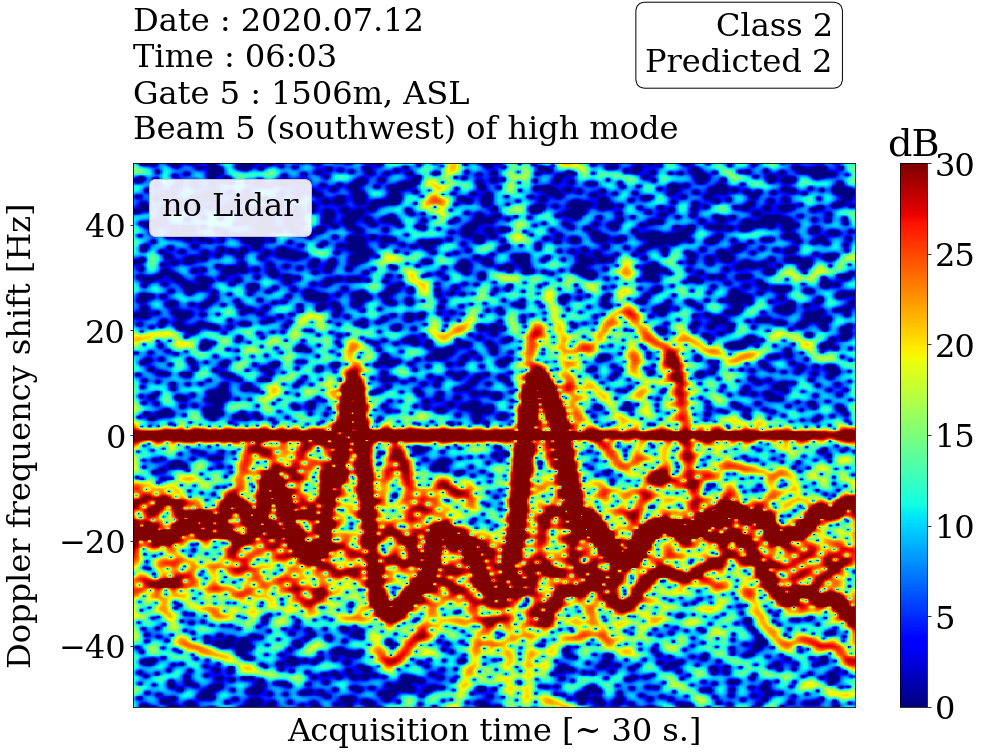 Date : 2020.07.12
Time : 06:03
Gate 5 : 1506m, ASL
Beam 5 (southwest) of high mode
Class 2
Predicted 2
dB
no Lidar
Doppler frequency shift [Hz]
40
20
0
−20
−40
30
25
20
15
10
5
0
Acquisition time [~ 30 s.]